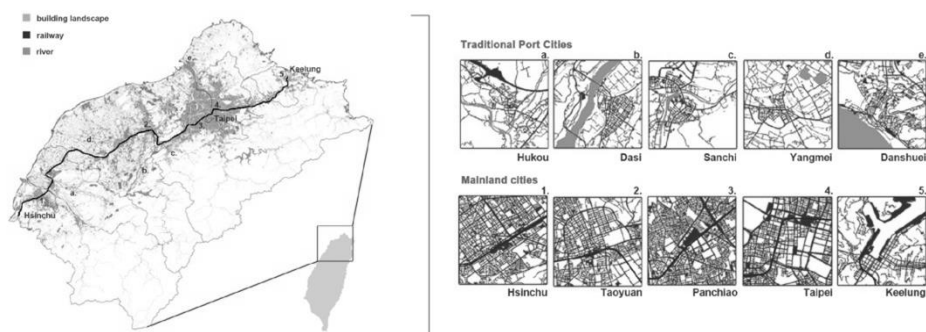 building landscape
railway
river
Keelung
Taipei
Hsinchu
d.
b.
c.
a.
e.
Traditional Port Cities
a. b. c. d. e.
Hukou Dasi Sanchi Yangmei Danshuei
Mainland cities
1. 2. 3. 4. 5.
Hsinchu Taoyuan Panchiao Taipei Keelung